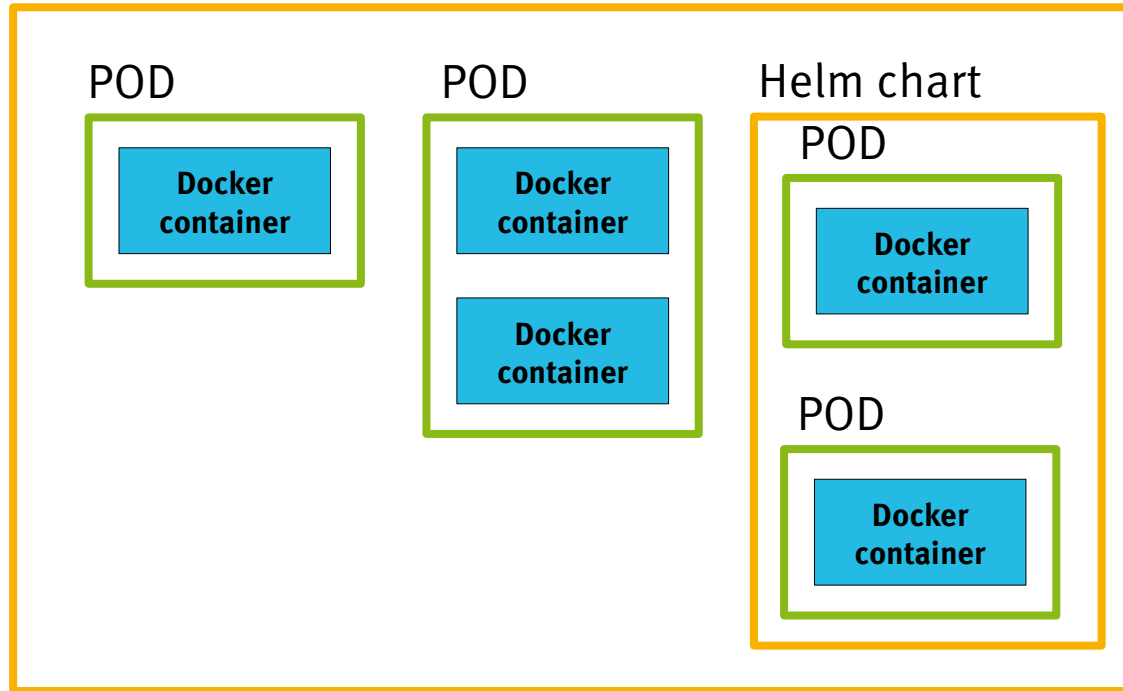 POD
Docker
container
POD
Docker
container
Docker
container
Helm chart
POD
Docker
container
POD
Docker
container